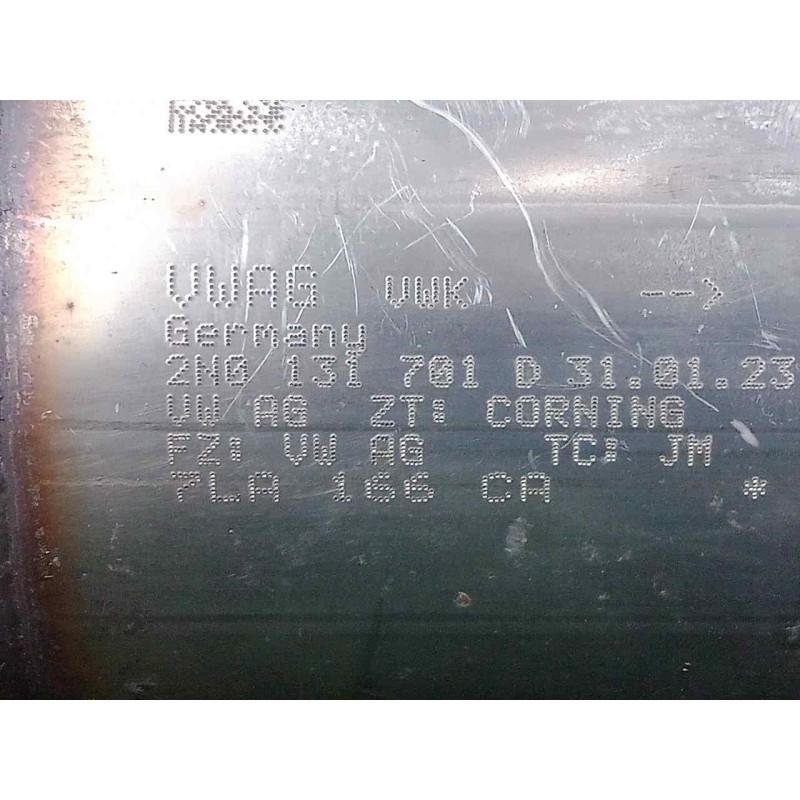 VWAG VWK -->
Germany
2N0 131 701 D 31.01.23
VW AG ZT: CORNING
FZ: VW AG TC: JM
7LA 166 CA *